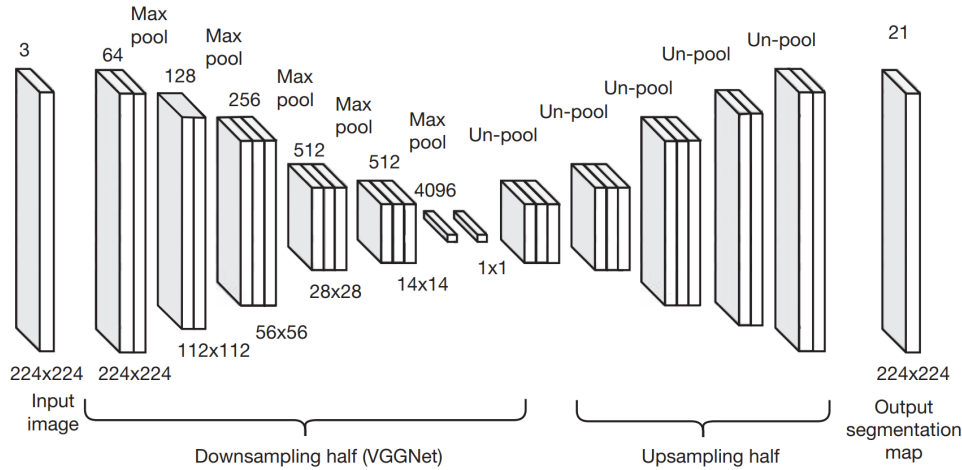 3
64
Max
pool
128
Max
pool
256
Max
pool
512
Max
pool
512
Max
pool
4096
Un-pool
Un-pool
Un-pool
Un-pool
Un-pool
21
224x224
224x224
112x112
56x56
28x28
14x14
1x1
224x224
Input
image
Downsampling half (VGGNet)
Upsampling half
Output
segmentation
map